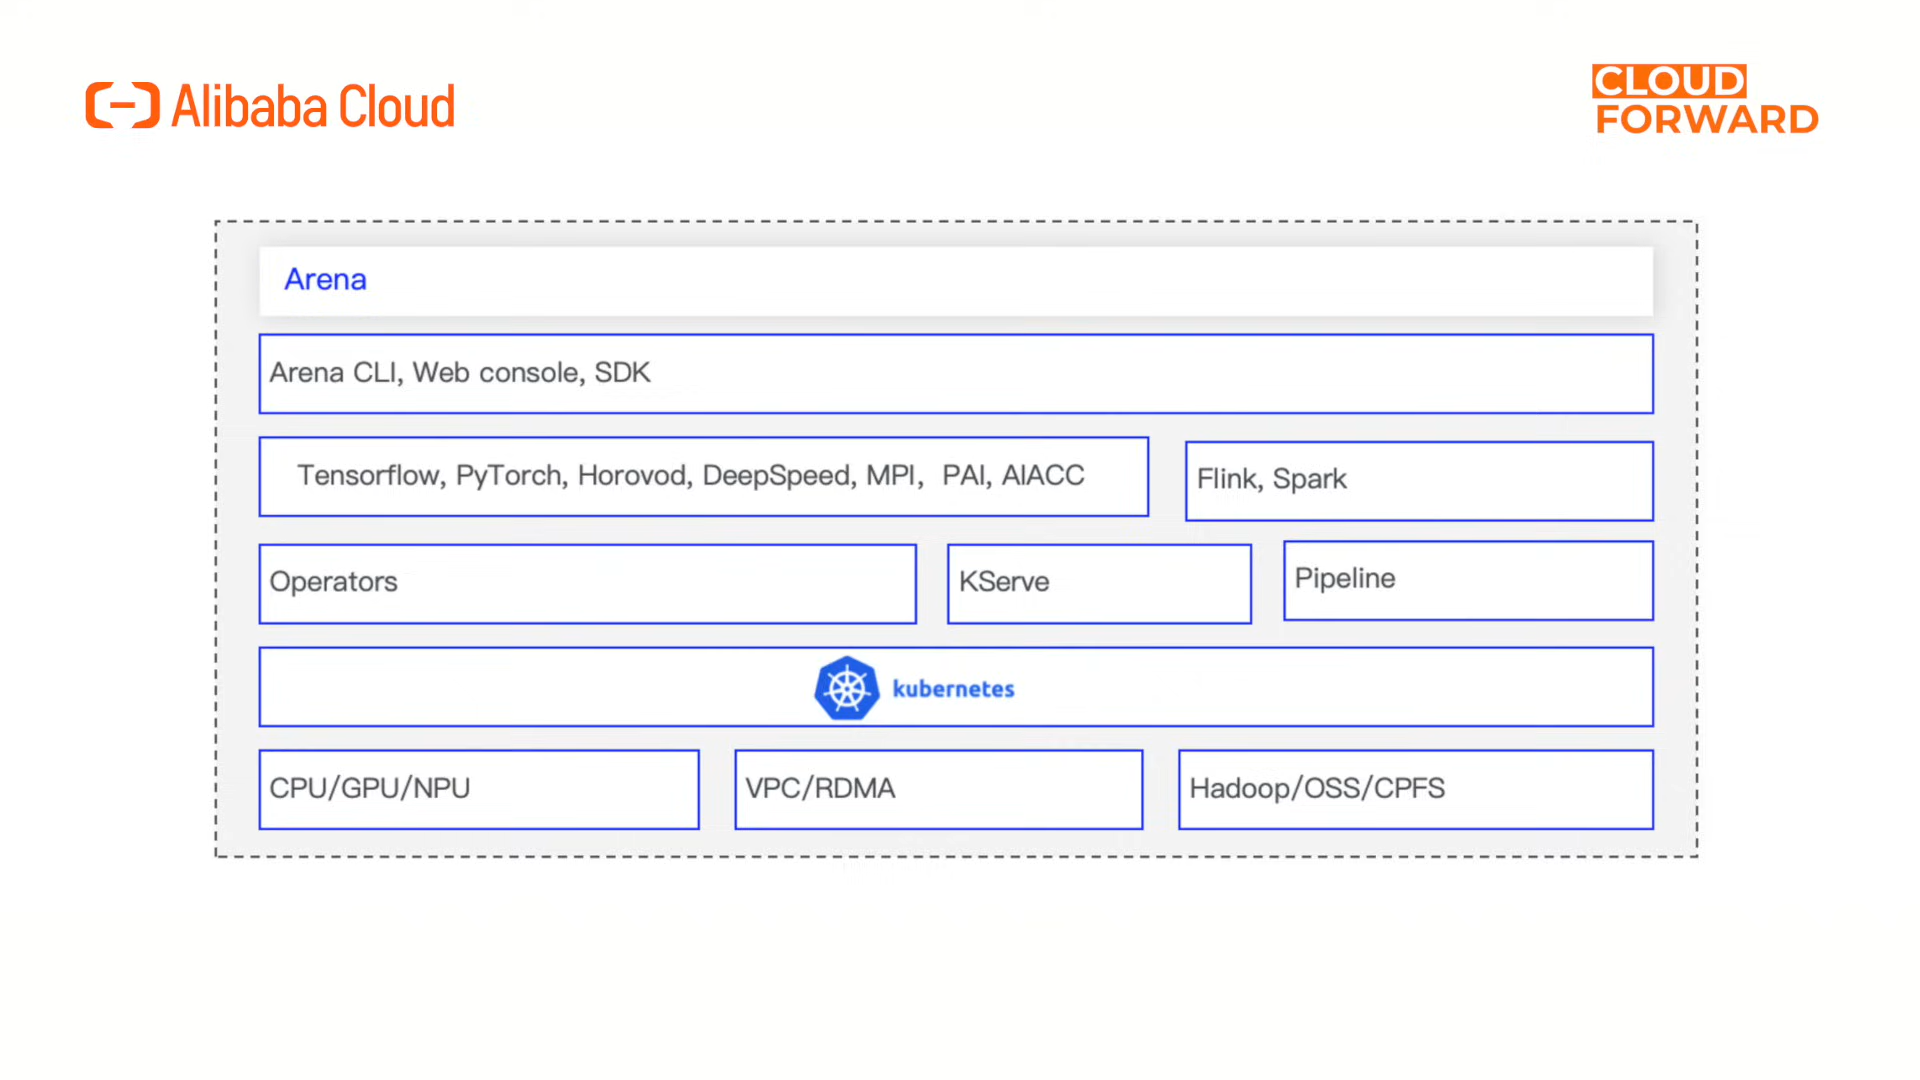 Alibaba Cloud
CLOUD
FORWARD
Arena
Arena CLI, Web console, SDK
Tensorflow, PyTorch, Horovod, DeepSpeed, MPI,  PAI, AIACC
Flink, Spark
Operators
KServe
Pipeline
kubernetes
CPU/GPU/NPU
VPC/RDMA
Hadoop/OSS/CPFS